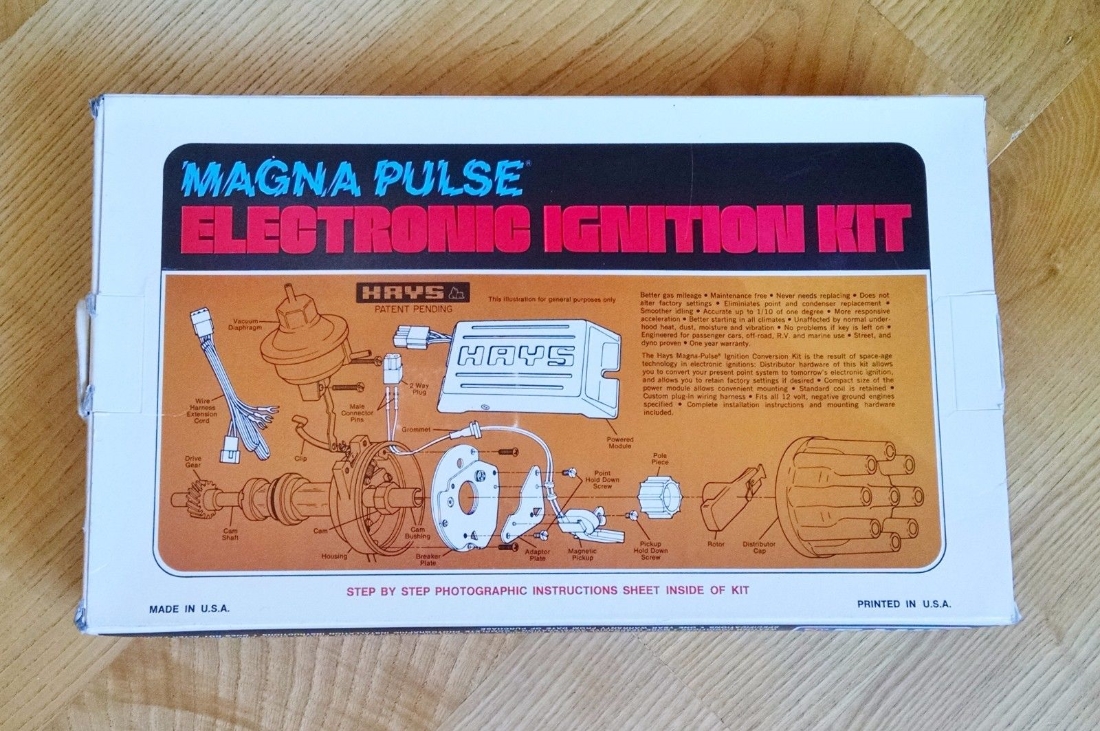 MAGNA PULSE®
ELECTRONIC IGNITION KIT
HAYS
PATENT PENDING
This illustration for general purposes only
Better gas mileage • Maintenance free • Never needs replacing • Does not
alter factory settings • Eliminiates point and condenser replacement •
Smoother idling • Accurate up to 1/10 of one degree • More responsive
acceleration • Better starting in all climates • Unaffected by normal under-
hood heat, dust, moisture and vibration • No problems if key is left on •
Engineered for passenger cars, off-road, R.V. and marine use • Street, and
dyno proven • One year warranty.
The Hays Magna-Pulse® Ignition Conversion Kit is the result of space-age
technology in electronic ignitions: Distributor hardware of this kit allows
you to convert your present point system to tomorrow's electronic ignition,
and allows you to retain factory settings if desired • Compact size of the
power module allows convenient mounting • Standard coil is retained •
Custom plug-in wiring harness • Fits all 12 volt, negative ground engines
specified • Complete installation instructions and mounting hardware
included.
Vacuum
Diaphragm
HAYS
2 Way
Plug
Wire
Harness
Extension
Cord
Male
Connector
Pins
Grommet
Powered
Module
Clip
Drive
Gear
Point
Hold Down
Screw
Pole
Piece
Cam
Shaft
Cam
Cam
Bushing
Housing
Breaker
Plate
Adaptor
Plate
Magnetic
Pickup
Pickup
Hold Down
Screw
Rotor
Distributor
Cap
STEP BY STEP PHOTOGRAPHIC INSTRUCTIONS SHEET INSIDE OF KIT
MADE IN U.S.A.
PRINTED IN U.S.A.